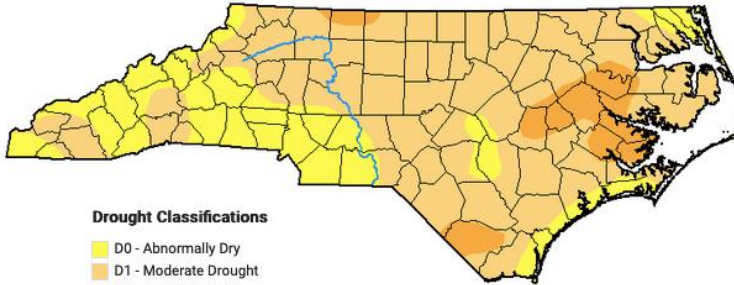 Drought Classifications
D0 - Abnormally Dry
D1 - Moderate Drought